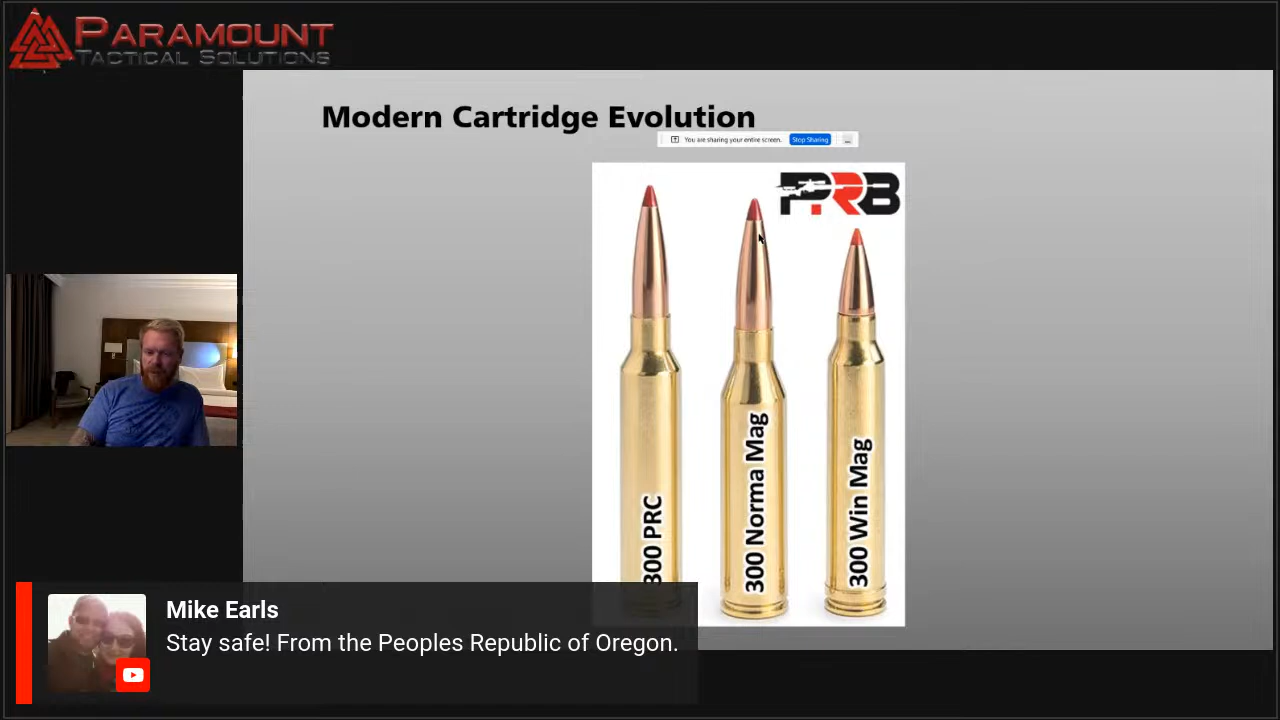 PARAMOUNT
TACTICAL SOLUTIONS
Modern Cartridge Evolution
You are sharing your entire screen. Stop Sharing
PRB
300 PRC
300 Norma Mag
300 Win Mag
Mike Earls
Stay safe! From the Peoples Republic of Oregon.